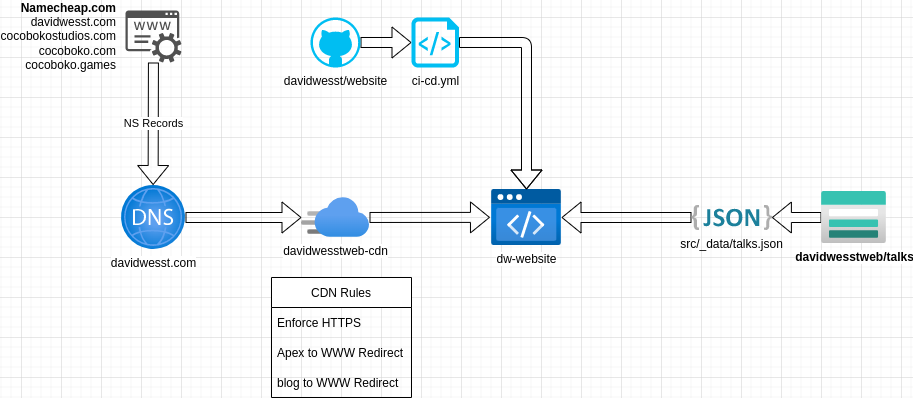 Namecheap.com
davidwesst.com
cocobokostudios.com
cocoboko.com
cocoboko.games
WWW
davidwesst/website
ci-cd.yml
NS Records
DNS
davidwesst.com
davidwesstweb-cdn
</>
</>
dw-website
{JSON}
src/_data/talks.json
davidwesstweb/talks
CDN Rules
Enforce HTTPS
Apex to WWW Redirect
blog to WWW Redirect